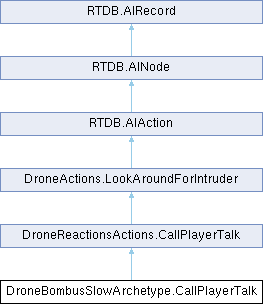 RTDB.AIRecord
RTDB.AINode
RTDB.AIAction
DroneActions.LookAroundForIntruder
DroneReactionsActions.CallPlayerTalk
DroneBombusSlowArchetype.CallPlayerTalk